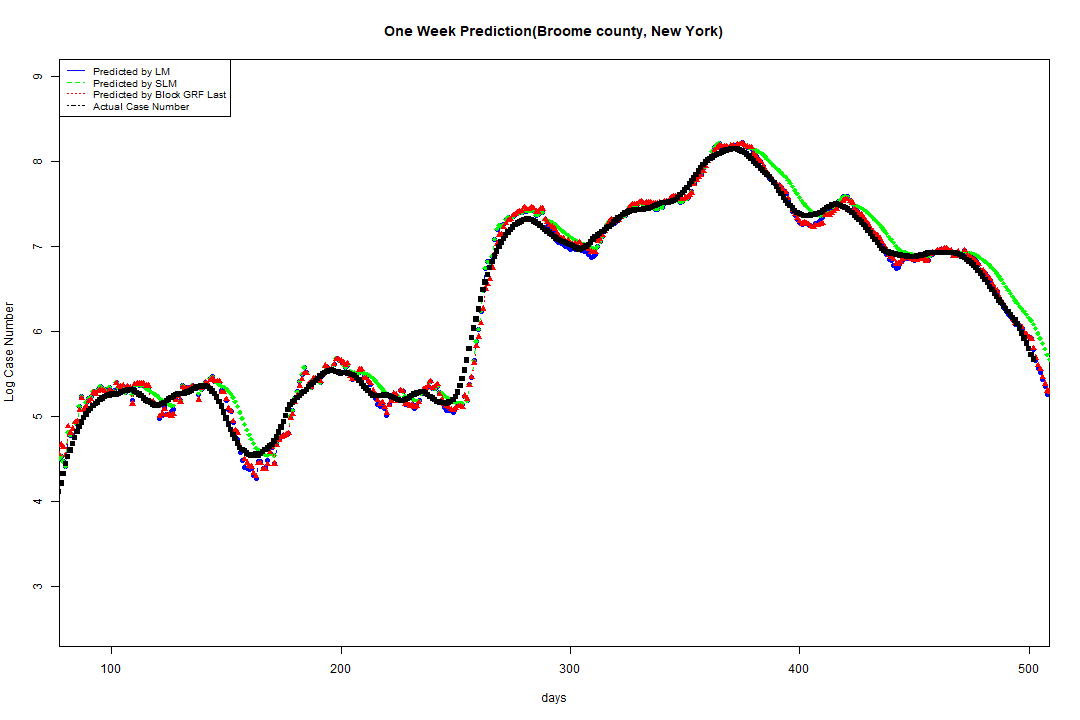 One Week Prediction(Broome county, New York)
Predicted by LM
Predicted by SLM
Predicted by Block GRF Last
Actual Case Number
Log Case Number
9
8
7
6
5
4
3
100 200 300 400 500
days